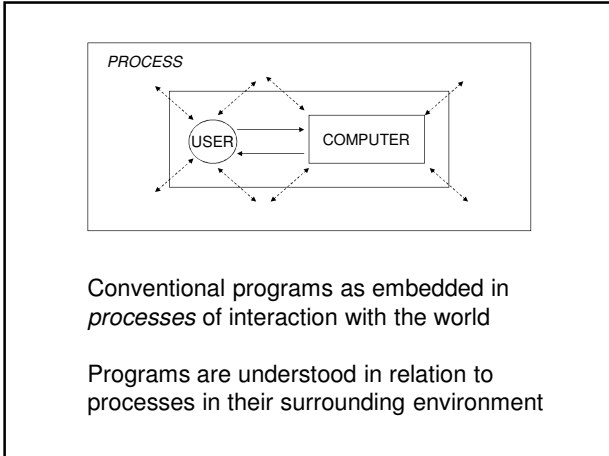 PROCESS
USER
COMPUTER
Conventional programs as embedded in
processes of interaction with the world
Programs are understood in relation to
processes in their surrounding environment